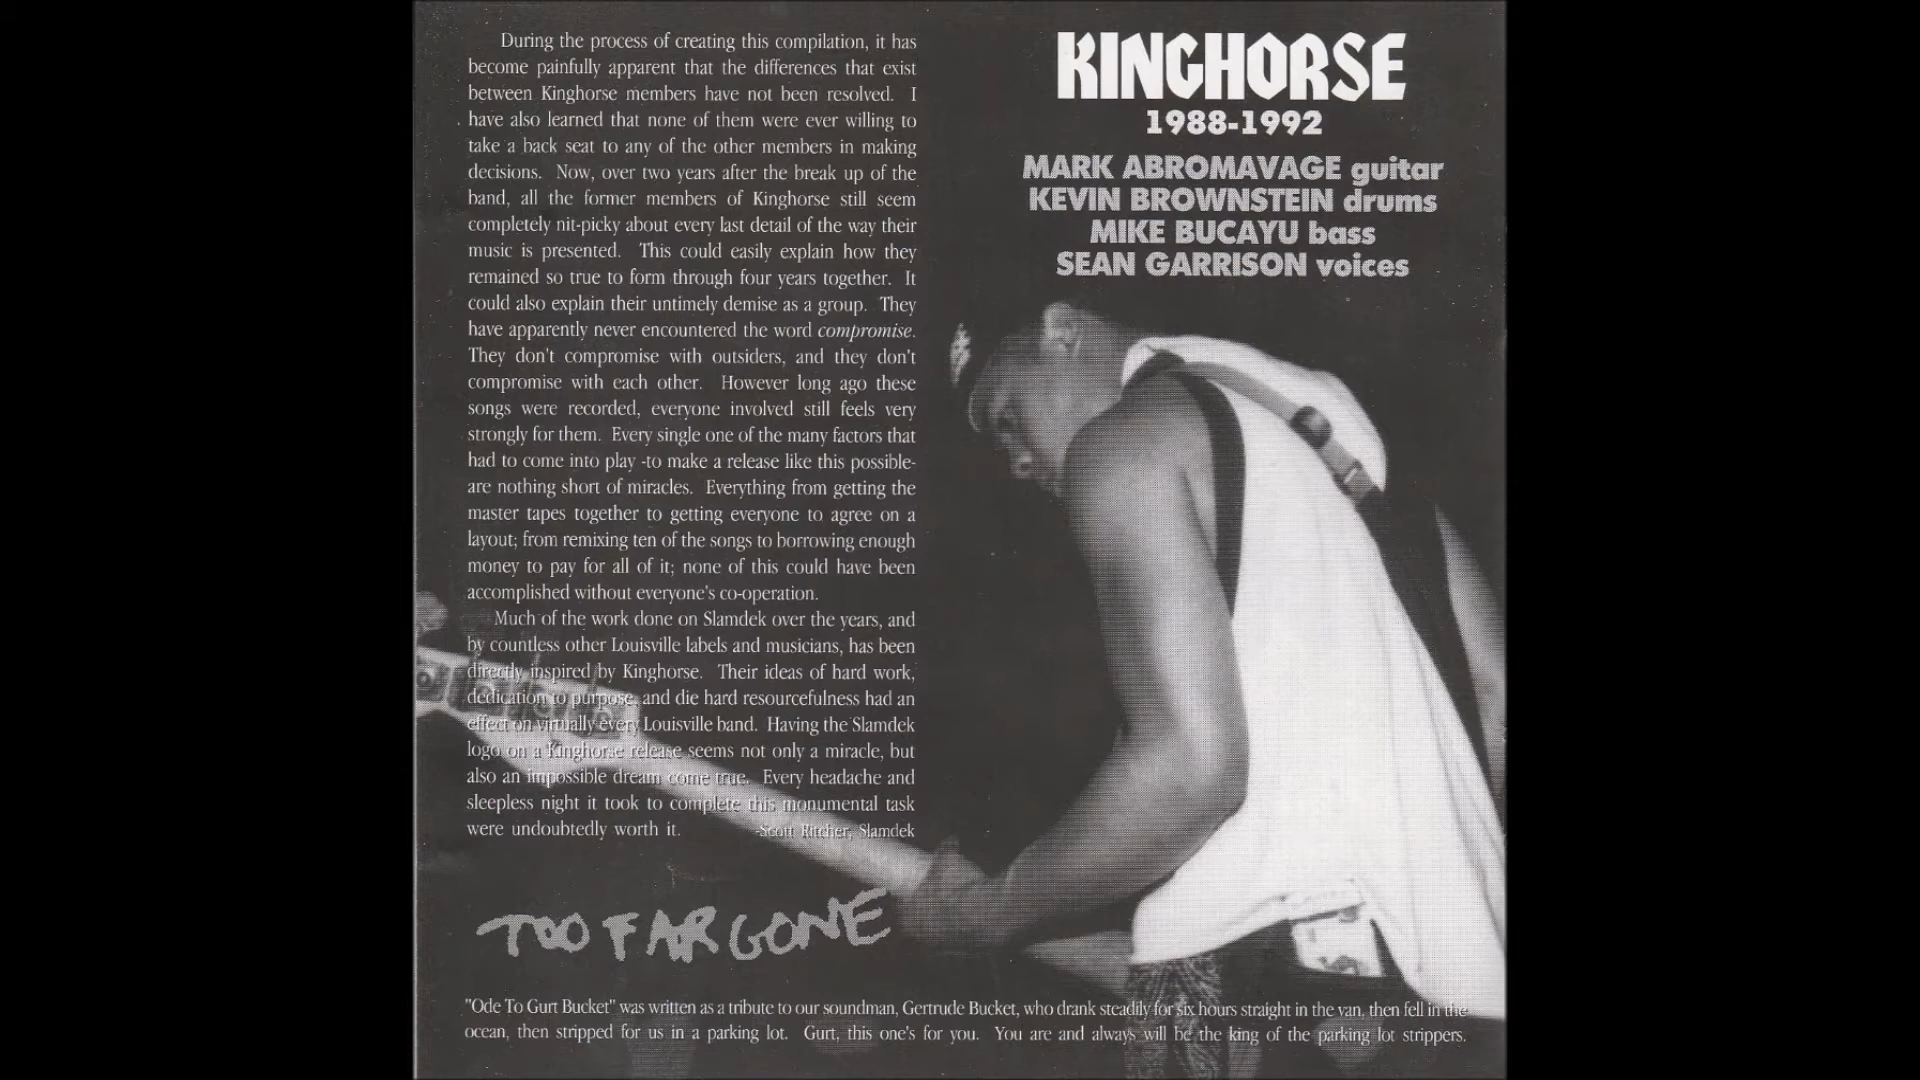 During the process of creating this compilation, it has
become painfully apparent that the differences that exist
between Kinghorse members have not been resolved. I
have also learned that none of them were ever willing to
take a back seat to any of the other members in making
decisions. Now, over two years after the break up of the
band, all the former members of Kinghorse still seem
completely nit-picky about every last detail of the way their
music is presented. This could easily explain how they
remained so true to form through four years together. It
could also explain their untimely demise as a group. They
have apparently never encountered the word compromise.
They don't compromise with outsiders, and they don't
compromise with each other. However long ago these
songs were recorded, everyone involved still feels very
strongly for them. Every single one of the many factors that
had to come into play -to make a release like this possible-
are nothing short of miracles. Everything from getting the
master tapes together to getting everyone to agree on a
layout; from remixing ten of the songs to borrowing enough
money to pay for all of it; none of this could have been
accomplished without everyone's co-operation.
Much of the work done on Slamdek over the years, and
by countless other Louisville labels and musicians, has been
directly inspired by Kinghorse. Their ideas of hard work,
dedication to purpose, and die hard resourcefulness had an
effect on virtually every Louisville band. Having the Slamdek
logo on a Kinghorse release seems not only a miracle, but
also an impossible dream come true. Every headache and
sleepless night it took to complete this monumental task
were undoubtedly worth it. -Scott Ritcher, Slamdek
KINGHORSE
1988-1992
MARK ABROMAVAGE guitar
KEVIN BROWNSTEIN drums
MIKE BUCAYU bass
SEAN GARRISON voices
TOO FAR GONE
"Ode To Gurt Bucket" was written as a tribute to our soundman, Gertrude Bucket, who drank steadily for six hours straight in the van, then fell in the
ocean, then stripped for us in a parking lot. Gurt, this one's for you. You are and always will be the king of the parking lot strippers.